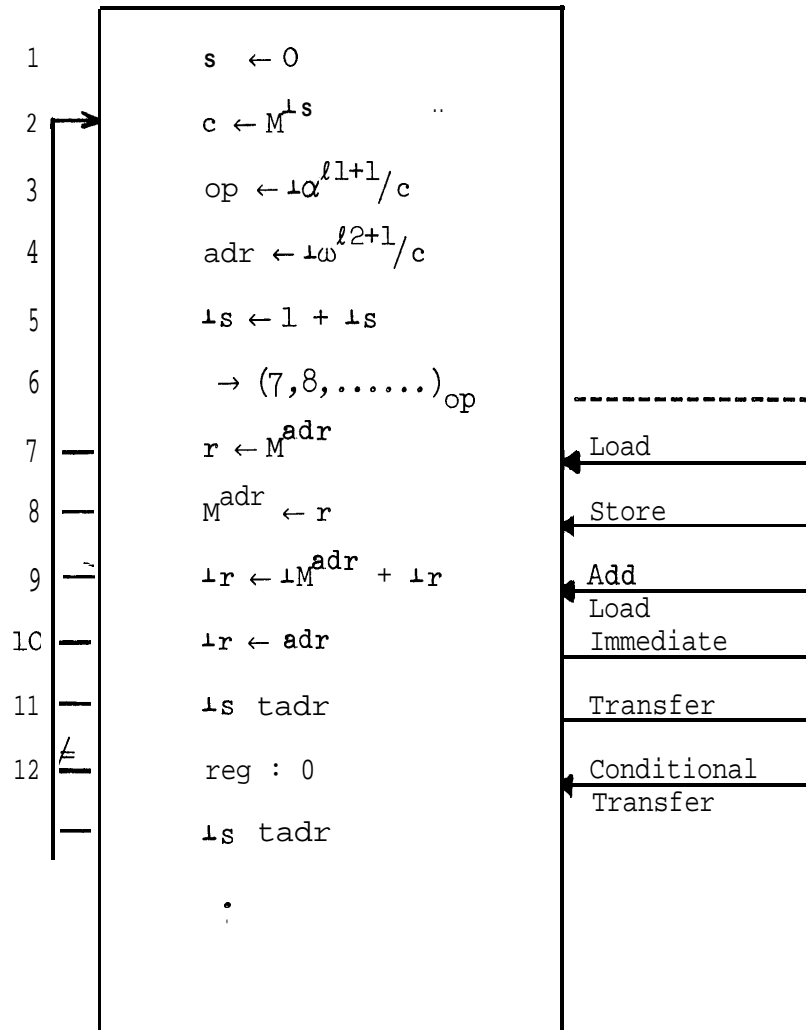 1 s ← 0
2 c ← M^⊥s
3 op ← ⊥α^ℓ1+1/c
4 adr ← ⊥ω^ℓ2+1/c
5 ⊥s ← 1 + ⊥s
6 → (7,8,......)op
7 r ← M^adr Load
8 M^adr ← r Store
9 ⊥r ← ⊥M^adr + ⊥r Add
Load
10 ⊥r ← adr Immediate
11 ⊥s tadr Transfer
≠
12 reg : 0 Conditional
Transfer
⊥s tadr